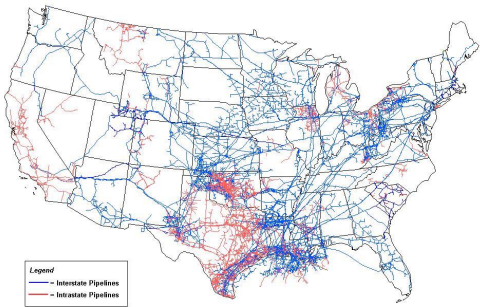 Legend
= Interstate Pipelines
= Intrastate Pipelines